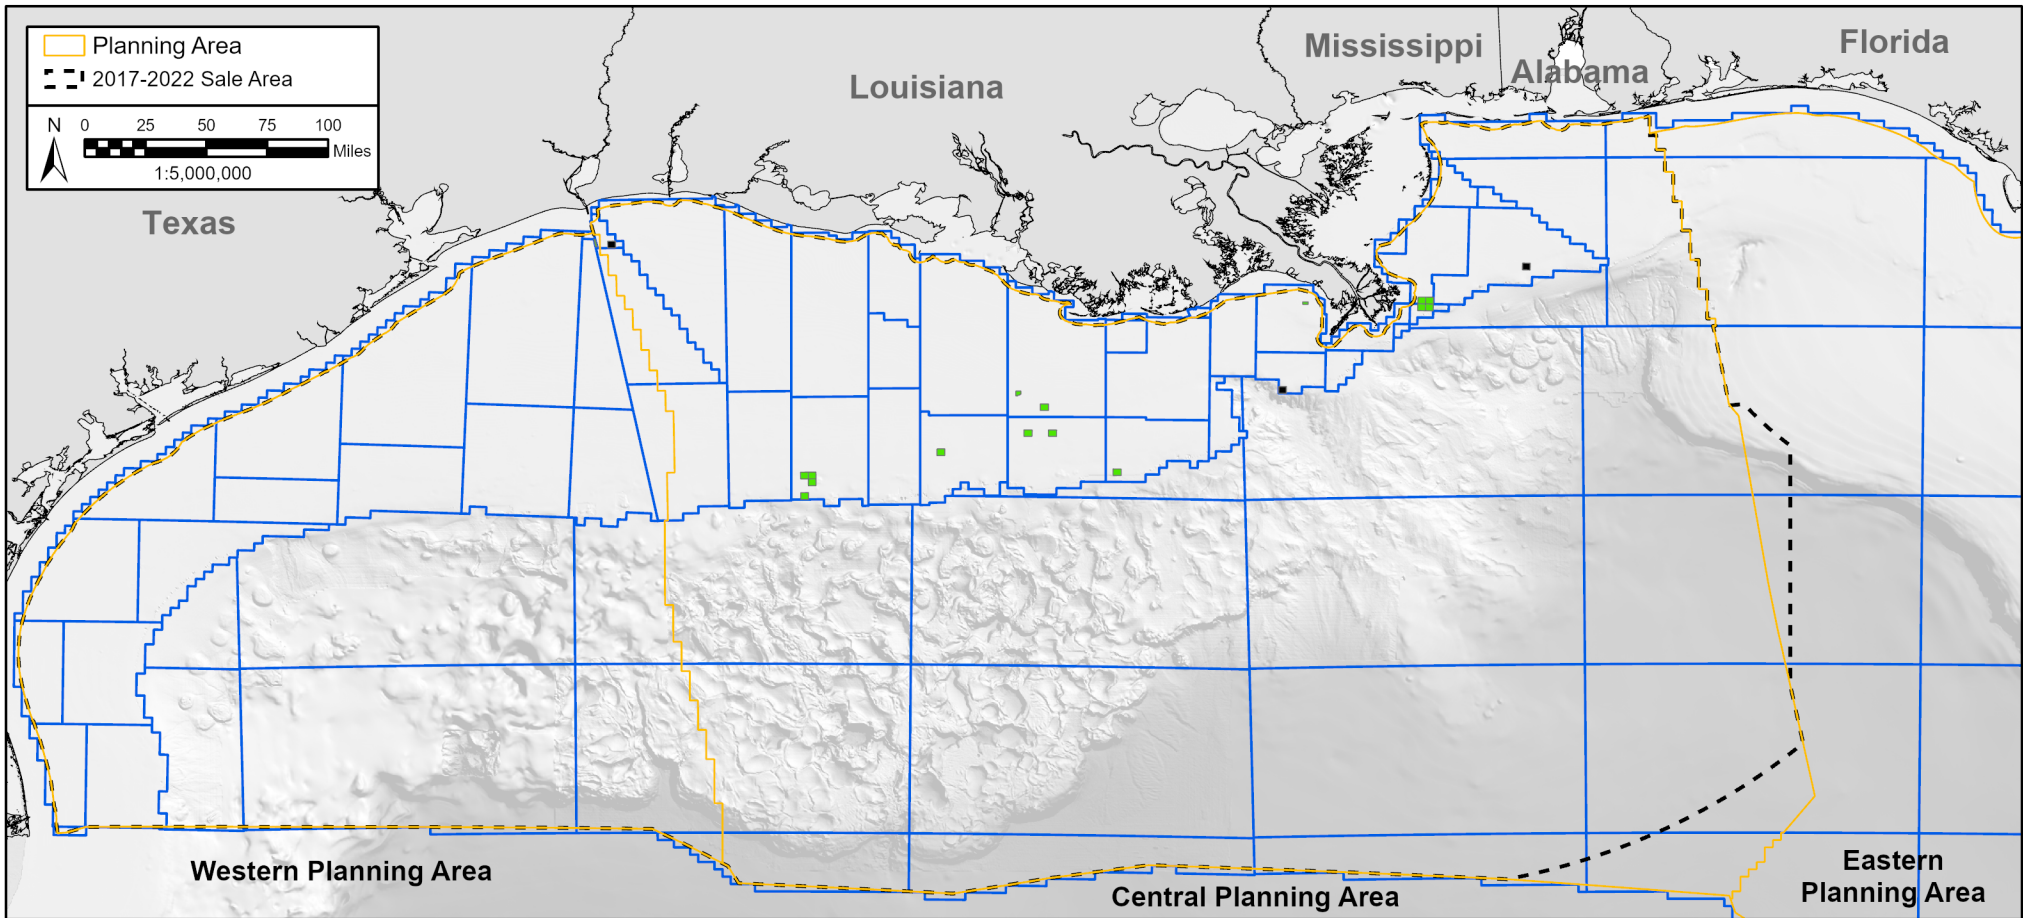 Planning Area
2017-2022 Sale Area
N
0 25 50 75 100
Miles
1:5,000,000
Texas
Louisiana
Mississippi
Alabama
Florida
Western Planning Area
Central Planning Area
Eastern
Planning Area